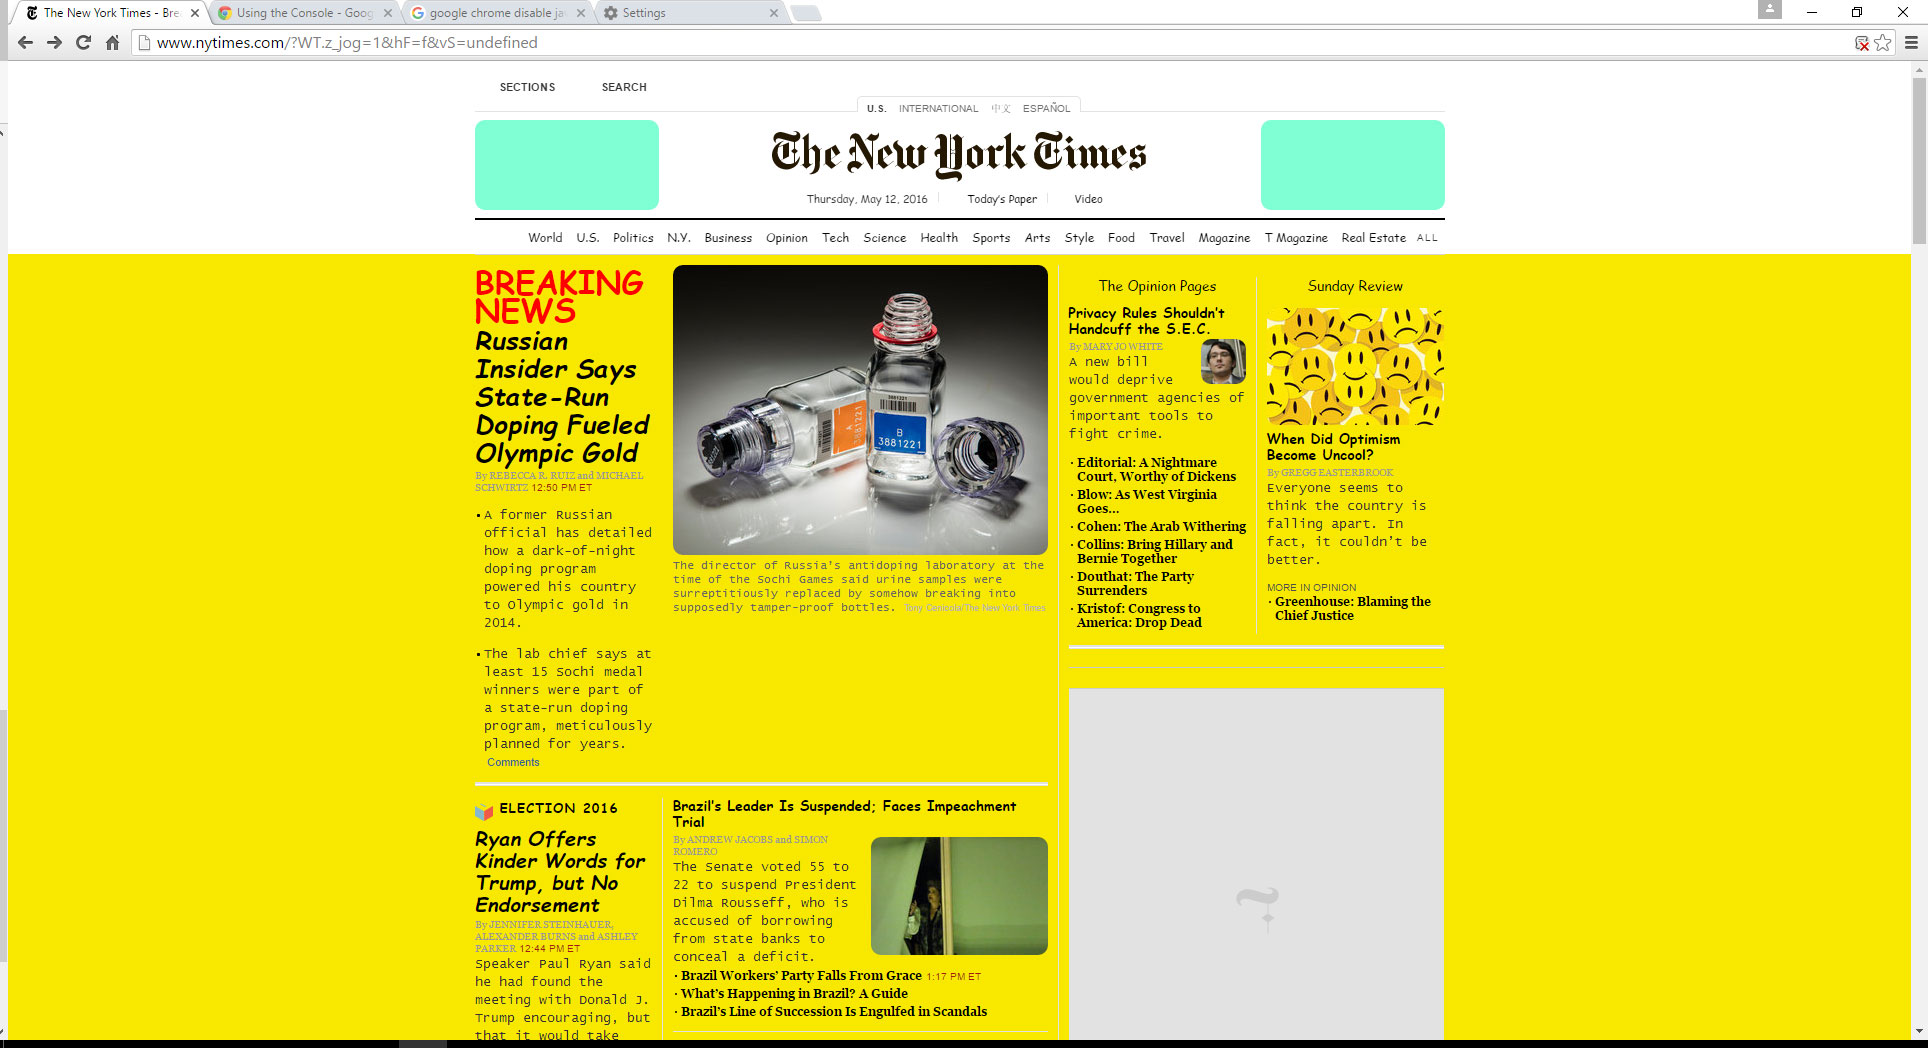 The New York Times - Bre
Using the Console - Goog
google chrome disable ja
Settings
www.nytimes.com/?WT.z_jog=1&hF=f&vS=undefined
SECTIONS
SEARCH
U.S. INTERNATIONAL 中文 ESPAÑOL
The New York Times
Thursday, May 12, 2016
Today's Paper
Video
World U.S. Politics N.Y. Business Opinion Tech Science Health Sports Arts Style Food Travel Magazine T Magazine Real Estate ALL
BREAKING
NEWS
Russian
Insider Says
State-Run
Doping Fueled
Olympic Gold
By REBECCA R. RUIZ and MICHAEL
SCHWIRTZ 12:50 PM ET
• A former Russian
official has detailed
how a dark-of-night
doping program
powered his country
to Olympic gold in
2014.
• The lab chief says at
least 15 Sochi medal
winners were part of
a state-run doping
program, meticulously
planned for years.
Comments
A
3881221
3881221
B
3881221
The director of Russia's antidoping laboratory at the
time of the Sochi Games said urine samples were
surreptitiously replaced by somehow breaking into
supposedly tamper-proof bottles. Tony Cenicola/The New York Times
The Opinion Pages
Privacy Rules Shouldn't
Handcuff the S.E.C.
By MARY JO WHITE
A new bill
would deprive
government agencies of
important tools to
fight crime.
· Editorial: A Nightmare
Court, Worthy of Dickens
· Blow: As West Virginia
Goes...
· Cohen: The Arab Withering
· Collins: Bring Hillary and
Bernie Together
· Douthat: The Party
Surrenders
· Kristof: Congress to
America: Drop Dead
Sunday Review
When Did Optimism
Become Uncool?
By GREGG EASTERBROOK
Everyone seems to
think the country is
falling apart. In
fact, it couldn't be
better.
MORE IN OPINION
· Greenhouse: Blaming the
Chief Justice
ELECTION 2016
Ryan Offers
Kinder Words for
Trump, but No
Endorsement
By JENNIFER STEINHAUER,
ALEXANDER BURNS and ASHLEY
PARKER 12:44 PM ET
Speaker Paul Ryan said
he had found the
meeting with Donald J.
Trump encouraging, but
that it would take
Brazil's Leader Is Suspended; Faces Impeachment
Trial
By ANDREW JACOBS and SIMON
ROMERO
The Senate voted 55 to
22 to suspend President
Dilma Rousseff, who is
accused of borrowing
from state banks to
conceal a deficit.
· Brazil Workers' Party Falls From Grace 1:17 PM ET
· What's Happening in Brazil? A Guide
· Brazil's Line of Succession Is Engulfed in Scandals